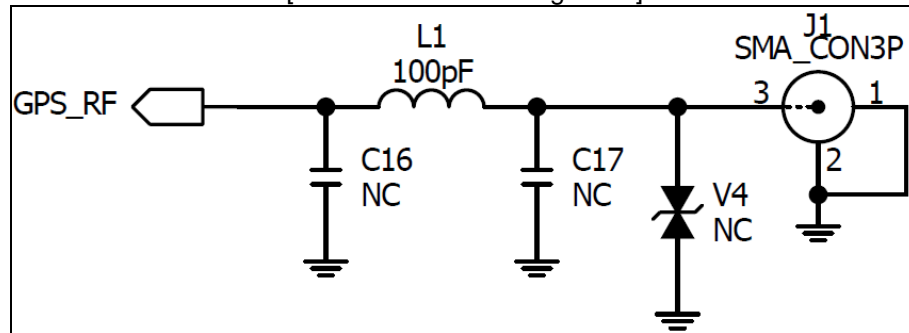 J1
L1
SMA_CON3P
100pF
GPS_RF
3
1
C16
C17
2
NC
NC
V4
NC